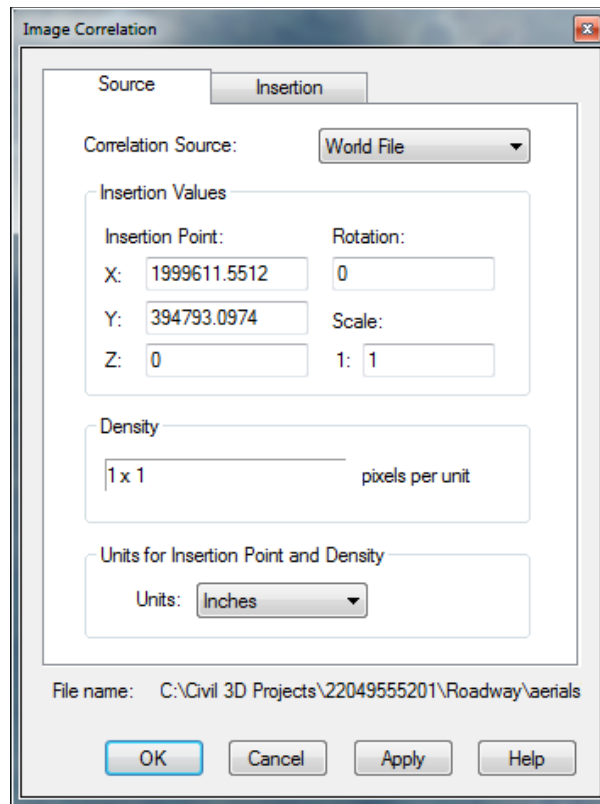 Image Correlation
Source
Insertion
Correlation Source: World File
Insertion Values
Insertion Point: Rotation:
X: 1999611.5512 0
Y: 394793.0974 Scale:
Z: 0 1: 1
Density
1 x 1 pixels per unit
Units for Insertion Point and Density
Units: Inches
File name: C:\Civil 3D Projects\22049555201\Roadway\aerials
OK Cancel Apply Help